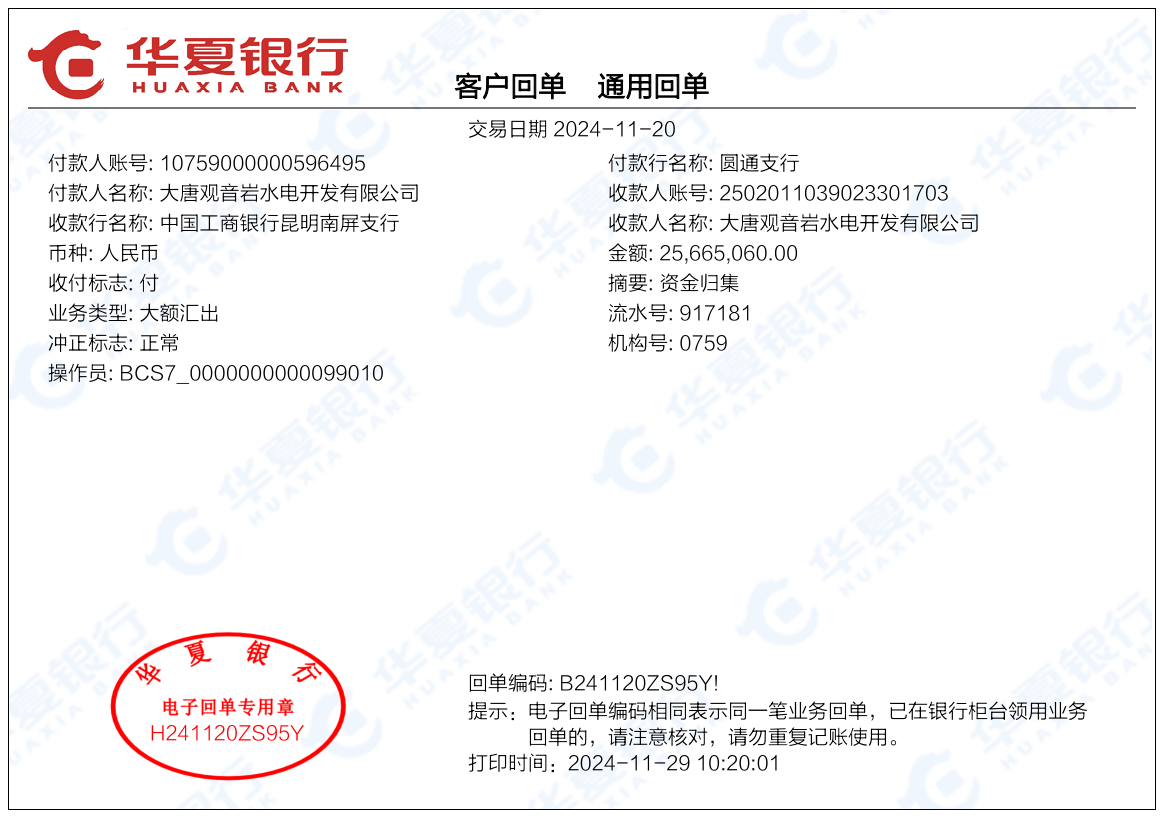 华夏银行
HUAXIA BANK
客户回单 通用回单
交易日期 2024-11-20
付款人账号: 10759000000596495 付款行名称: 圆通支行
付款人名称: 大唐观音岩水电开发有限公司 收款人账号: 2502011039023301703
收款行名称: 中国工商银行昆明南屏支行 收款人名称: 大唐观音岩水电开发有限公司
币种: 人民币 金额: 25,665,060.00
收付标志: 付 摘要: 资金归集
业务类型: 大额汇出 流水号: 917181
冲正标志: 正常 机构号: 0759
操作员: BCS7_0000000000099010
华夏银行
电子回单专用章
H241120ZS95Y
回单编码: B241120ZS95Y!
提示：电子回单编码相同表示同一笔业务回单，已在银行柜台领用业务
回单的，请注意核对，请勿重复记账使用。
打印时间：2024-11-29 10:20:01